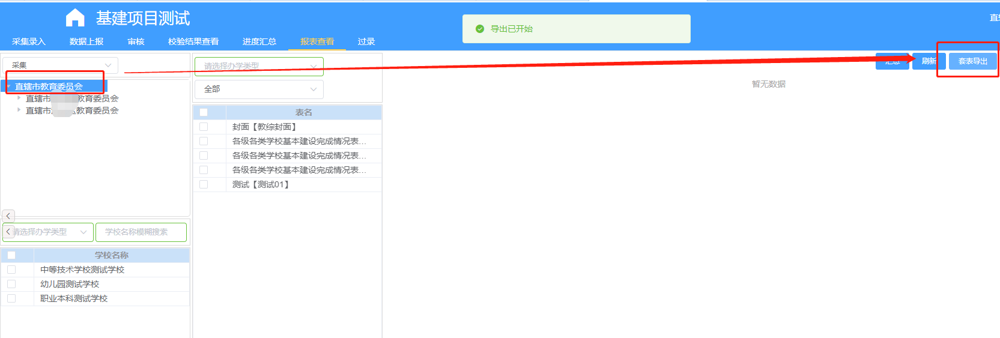 基建项目测试
导出已开始
直
采集录入 数据上报 审核 校验结果查看 进度汇总 报表查看 过录
采集
请选择办学类型
汇总 刷新 套表导出
直辖市教育委员会
全部
暂无数据
直辖市 教育委员会
直辖市 区教育委员会
表名
封面【教综封面】
各级各类学校基本建设完成情况表...
各级各类学校基本建设完成情况表...
各级各类学校基本建设完成情况表...
测试【测试01】
请选择办学类型 学校名称模糊搜索
学校名称
中等技术学校测试学校
幼儿园测试学校
职业本科测试学校